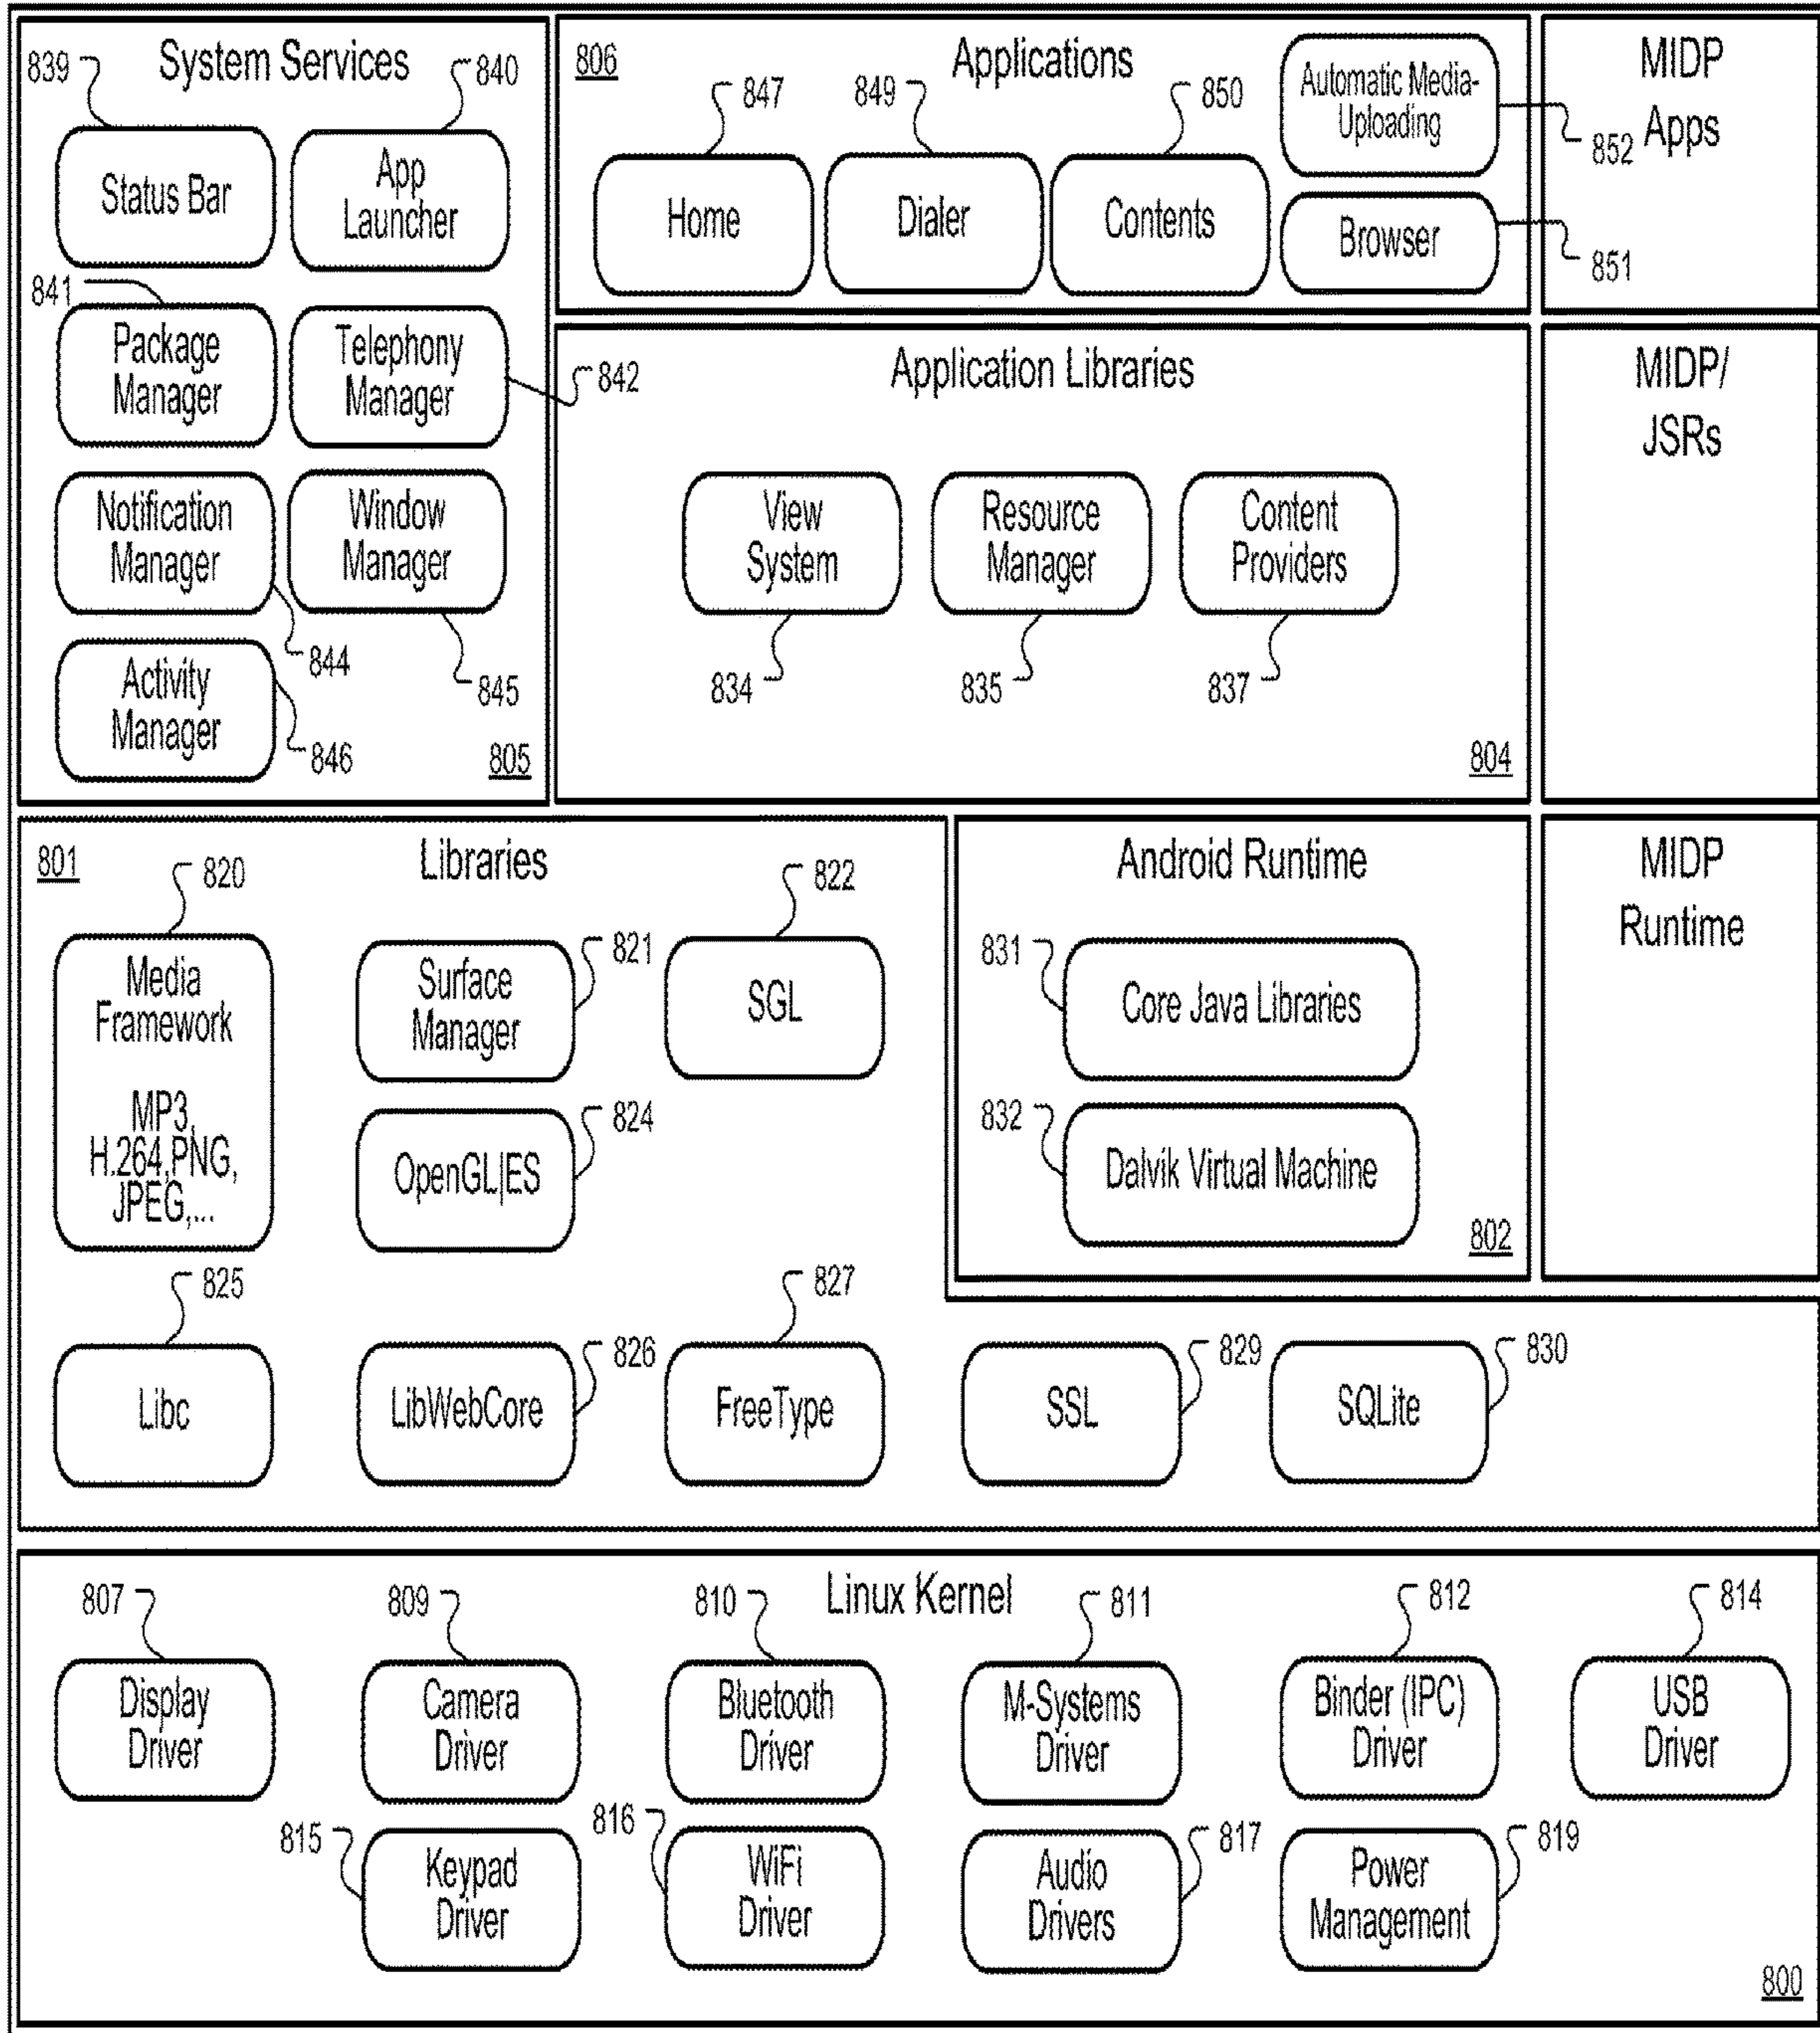 System Services
839
840
Status Bar
App
Launcher
841
Package
Manager
Telephony
Manager
842
Notification
Manager
Window
Manager
844
845
Activity
Manager
846
805
806
Applications
847
849
850
Automatic Media-
Uploading
852
Home
Dialer
Contents
Browser
851
MIDP
Apps
Application Libraries
View
System
Resource
Manager
Content
Providers
834
835
837
804
MIDP/
JSRs
801
Libraries
820
822
Media
Framework
MP3,
H.264,PNG,
JPEG,...
821
Surface
Manager
SGL
824
OpenGL|ES
Android Runtime
831
Core Java Libraries
832
Dalvik Virtual Machine
802
MIDP
Runtime
825
827
826
829
830
Libc
LibWebCore
FreeType
SSL
SQLite
Linux Kernel
807
809
810
811
812
814
Display
Driver
Camera
Driver
Bluetooth
Driver
M-Systems
Driver
Binder (IPC)
Driver
USB
Driver
815
816
817
819
Keypad
Driver
WiFi
Driver
Audio
Drivers
Power
Management
800